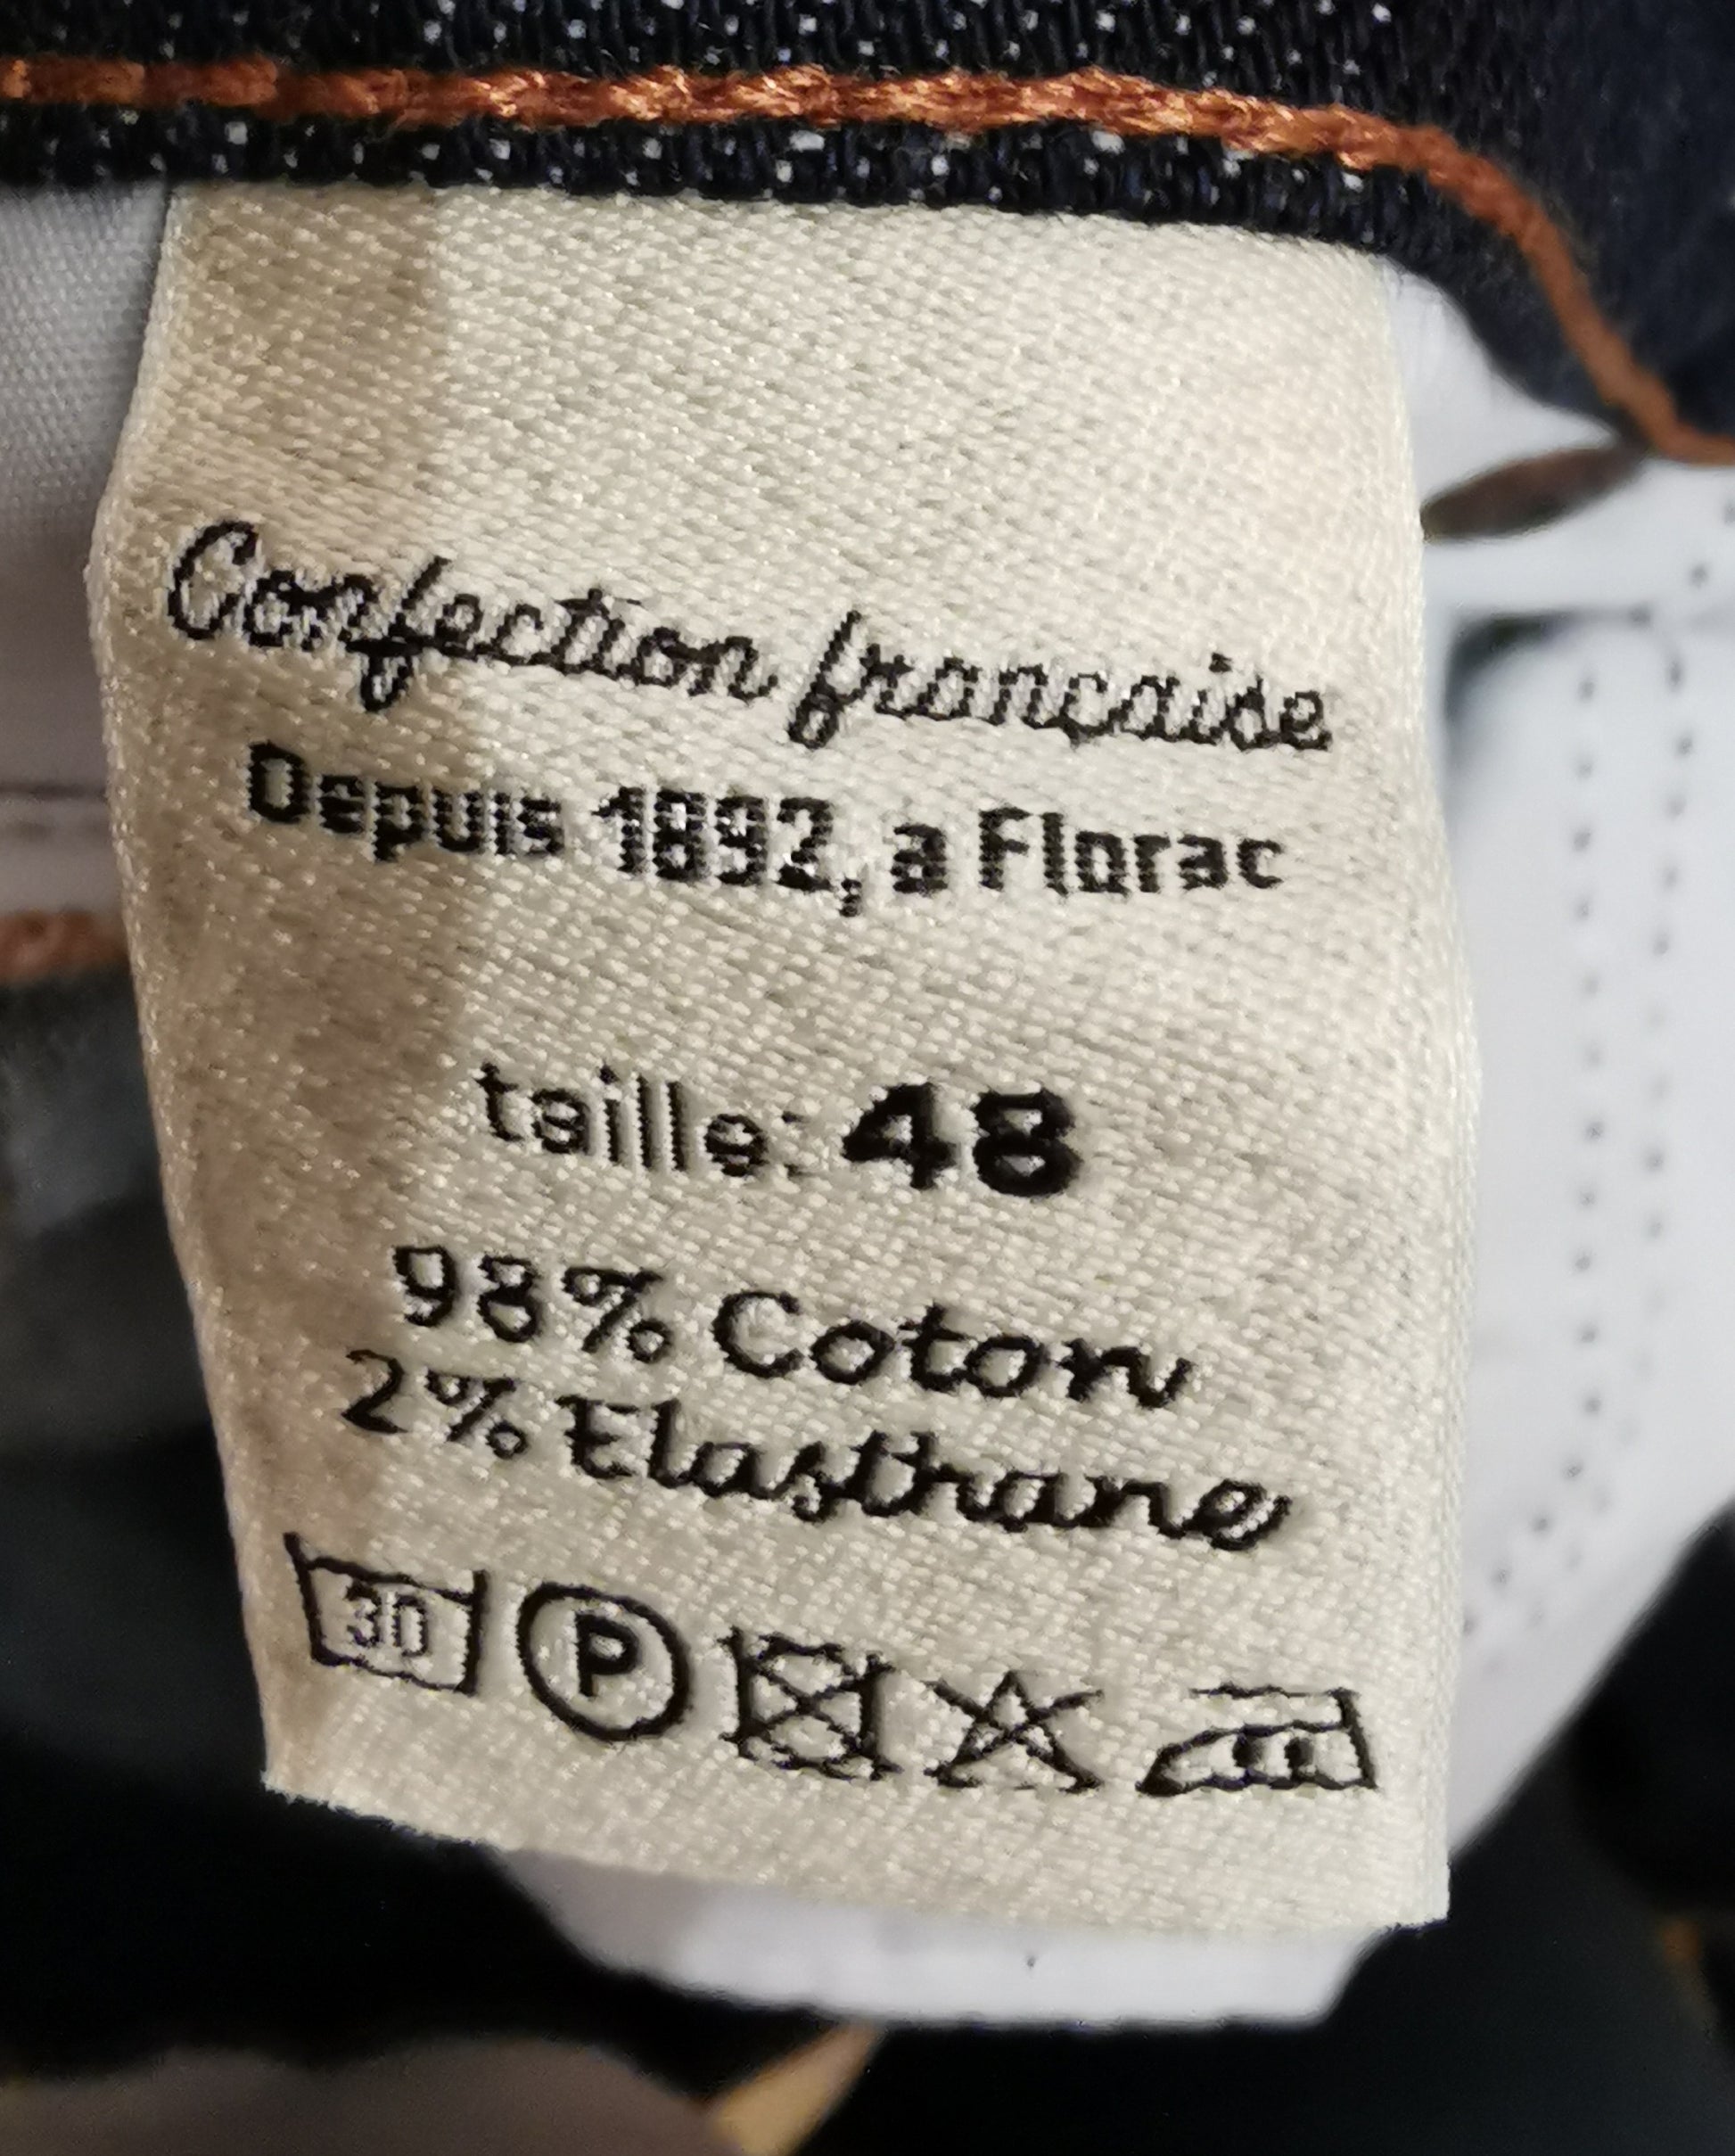 Confection française
Depuis 1892, à Florac
taille: 48
98% Coton
2% Elasthane
30
P